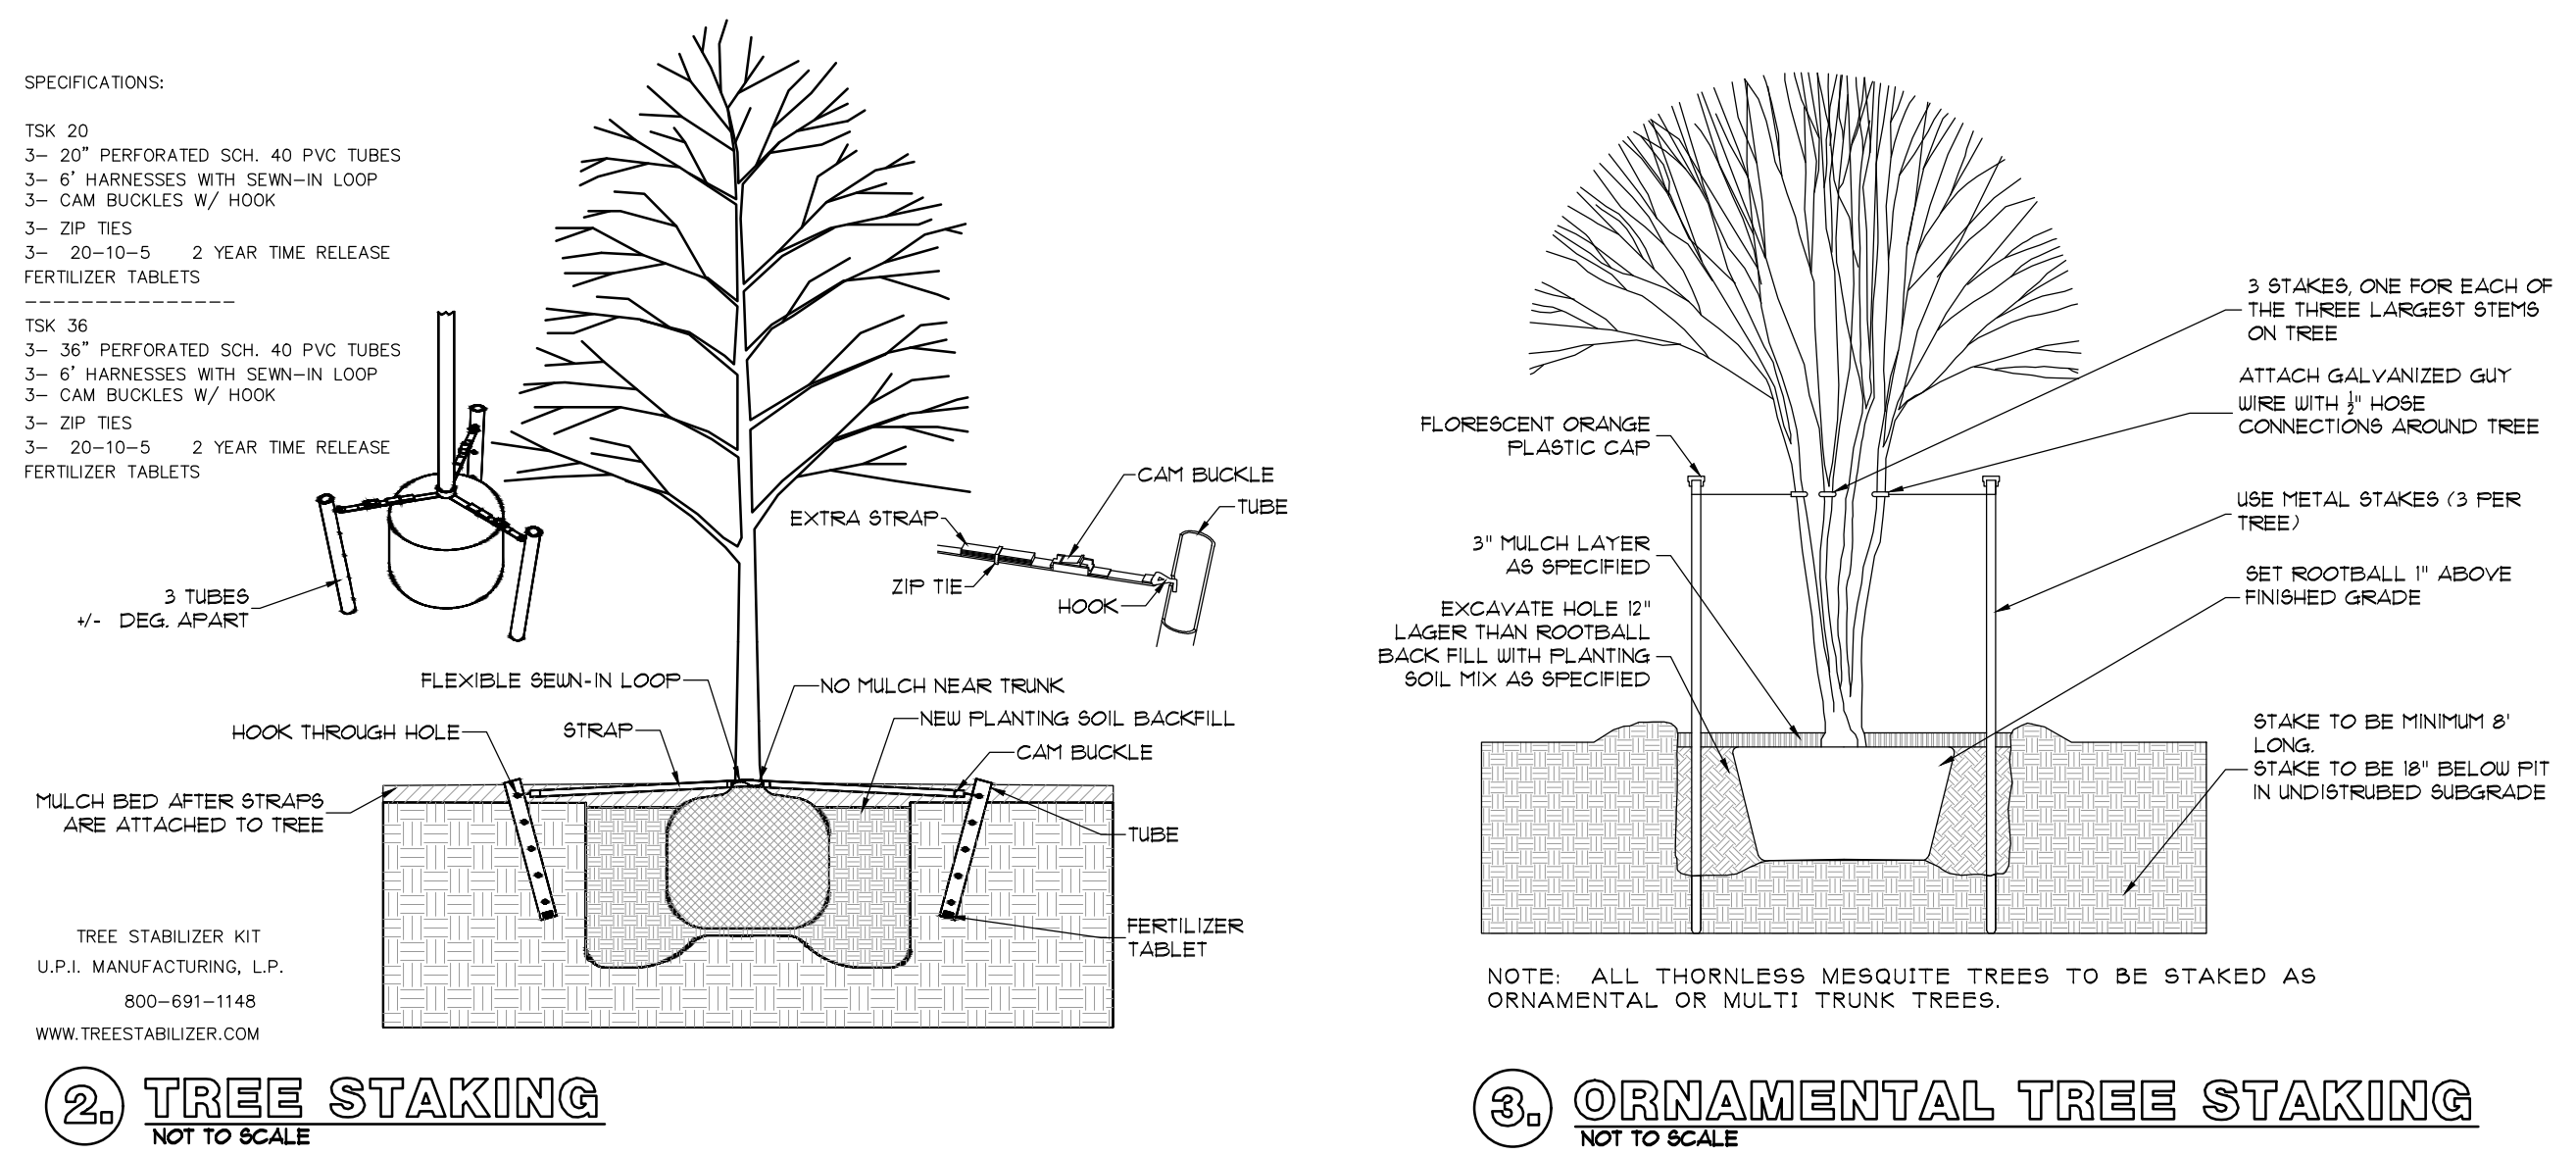 SPECIFICATIONS:
TSK 20
3- 20" PERFORATED SCH. 40 PVC TUBES
3- 6' HARNESSES WITH SEWN-IN LOOP
3- CAM BUCKLES W/ HOOK
3- ZIP TIES
3- 20-10-5 2 YEAR TIME RELEASE
FERTILIZER TABLETS
---------------
TSK 36
3- 36" PERFORATED SCH. 40 PVC TUBES
3- 6' HARNESSES WITH SEWN-IN LOOP
3- CAM BUCKLES W/ HOOK
3- ZIP TIES
3- 20-10-5 2 YEAR TIME RELEASE
FERTILIZER TABLETS
3 TUBES
+/- DEG. APART
CAM BUCKLE
TUBE
EXTRA STRAP
ZIP TIE
HOOK
FLEXIBLE SEWN-IN LOOP
NO MULCH NEAR TRUNK
NEW PLANTING SOIL BACKFILL
HOOK THROUGH HOLE
STRAP
CAM BUCKLE
MULCH BED AFTER STRAPS
ARE ATTACHED TO TREE
TUBE
FERTILIZER
TABLET
TREE STABILIZER KIT
U.P.I. MANUFACTURING, L.P.
800-691-1148
WWW.TREESTABILIZER.COM
2. TREE STAKING
NOT TO SCALE
3 STAKES, ONE FOR EACH OF
THE THREE LARGEST STEMS
ON TREE
ATTACH GALVANIZED GUY
WIRE WITH 1/2" HOSE
CONNECTIONS AROUND TREE
FLORESCENT ORANGE
PLASTIC CAP
USE METAL STAKES (3 PER
TREE)
3" MULCH LAYER
AS SPECIFIED
SET ROOTBALL 1" ABOVE
FINISHED GRADE
EXCAVATE HOLE 12"
LAGER THAN ROOTBALL
BACK FILL WITH PLANTING
SOIL MIX AS SPECIFIED
STAKE TO BE MINIMUM 8'
LONG.
STAKE TO BE 18" BELOW PIT
IN UNDISTRUBED SUBGRADE
NOTE: ALL THORNLESS MESQUITE TREES TO BE STAKED AS
ORNAMENTAL OR MULTI TRUNK TREES.
3. ORNAMENTAL TREE STAKING
NOT TO SCALE